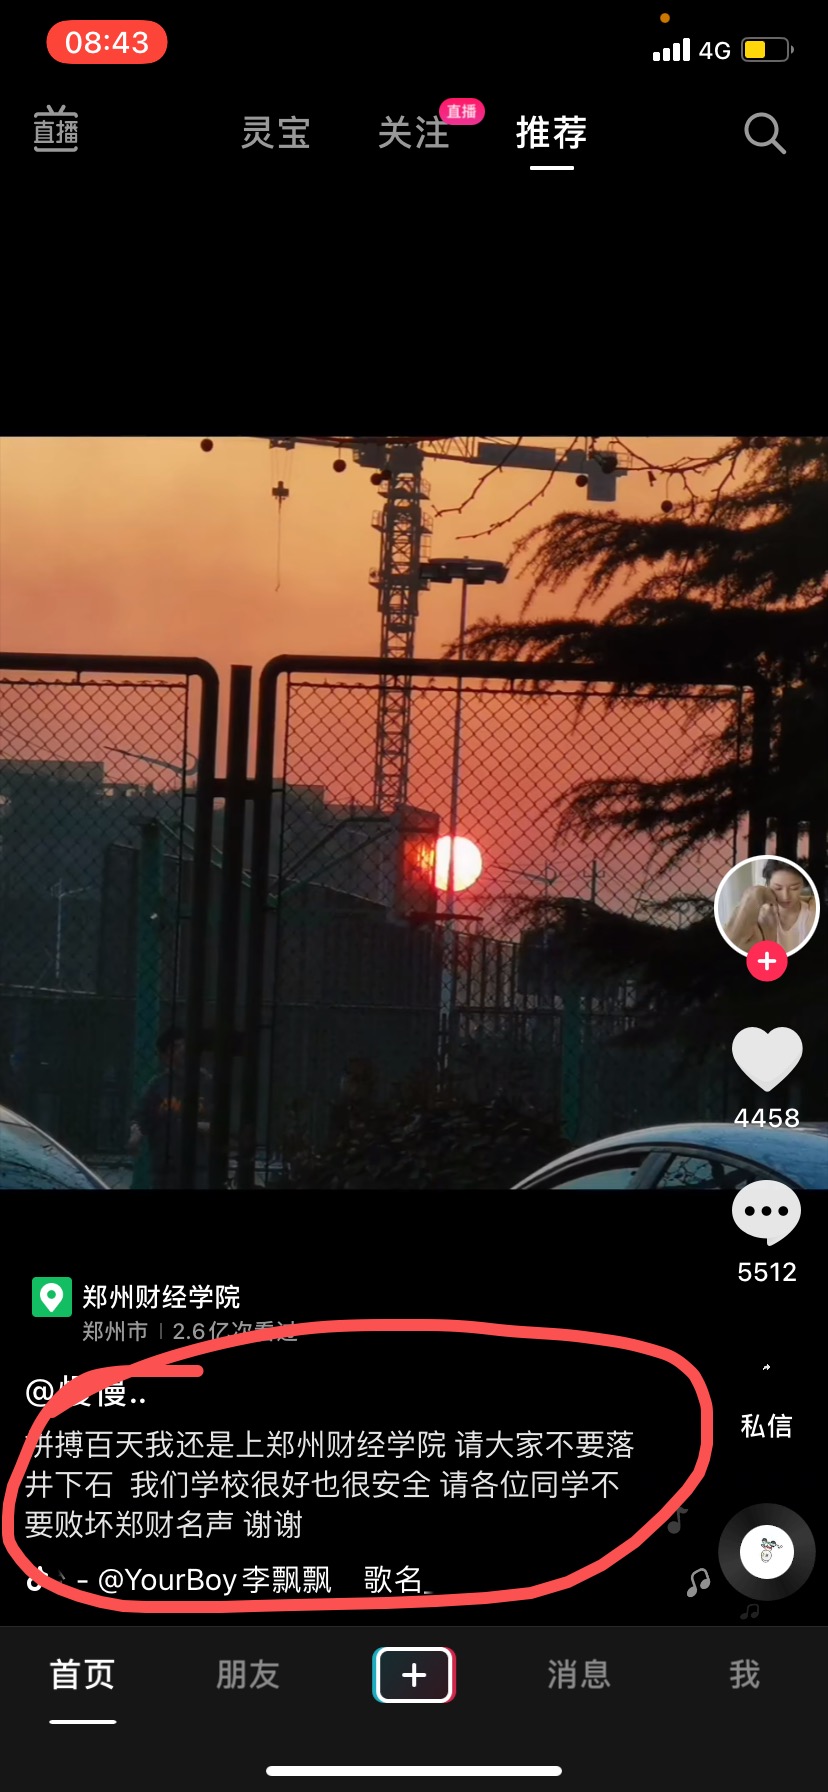 08:43
4G
直播
灵宝
关注
直播
推荐
4458
5512
郑州财经学院
郑州市 | 2.6亿次看过
@慢慢..
拼搏百天我还是上郑州财经学院 请大家不要落
井下石 我们学校很好也很安全 请各位同学不
要败坏郑财名声 谢谢
私信
- @YourBoy李飘飘 歌名_
首页
朋友
消息
我